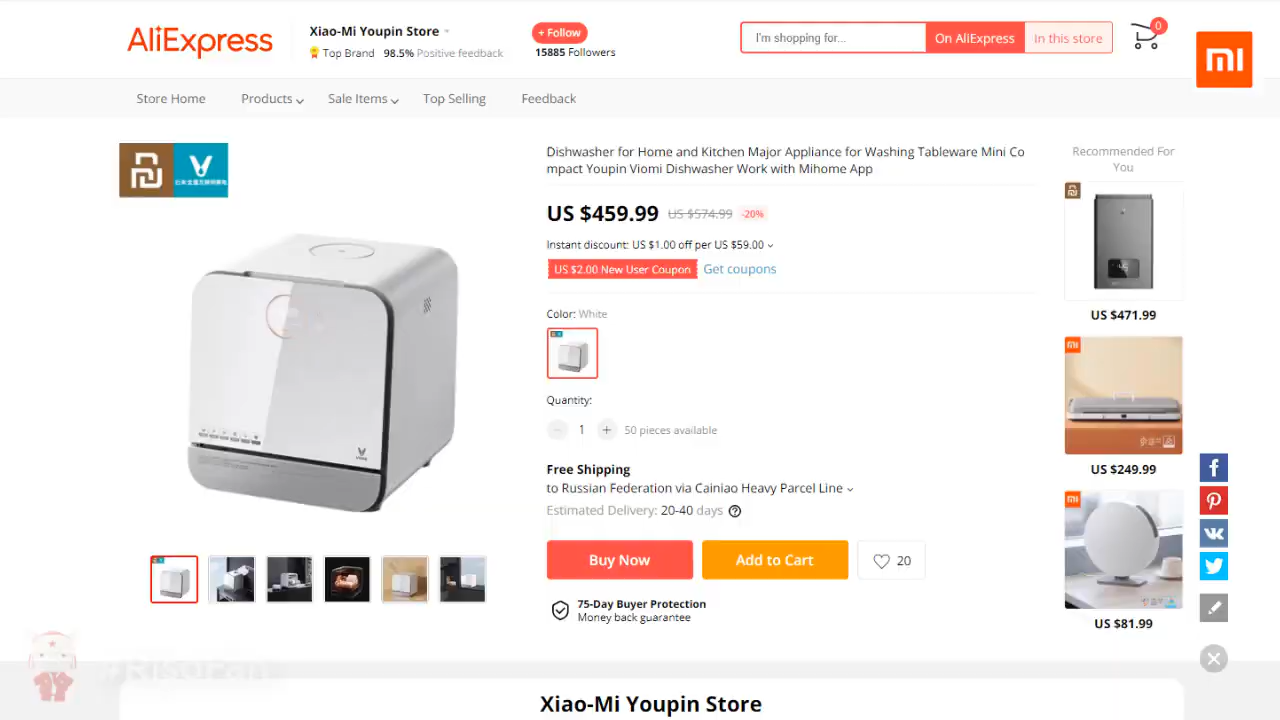 AliExpress
Xiao-Mi Youpin Store
Top Brand 98.5% Positive feedback
+ Follow
15885 Followers
I'm shopping for...
On AliExpress
In this store
0
Store Home
Products
Sale Items
Top Selling
Feedback
Dishwasher for Home and Kitchen Major Appliance for Washing Tableware Mini Co
mpact Youpin Viomi Dishwasher Work with Mihome App
US $459.99 US $574.99 -20%
Instant discount: US $1.00 off per US $59.00
US $2.00 New User Coupon Get coupons
Color: White
Quantity:
1
50 pieces available
Free Shipping
to Russian Federation via Cainiao Heavy Parcel Line
Estimated Delivery: 20-40 days
Buy Now
Add to Cart
20
75-Day Buyer Protection
Money back guarantee
Recommended For
You
US $471.99
US $249.99
US $81.99
Xiao-Mi Youpin Store